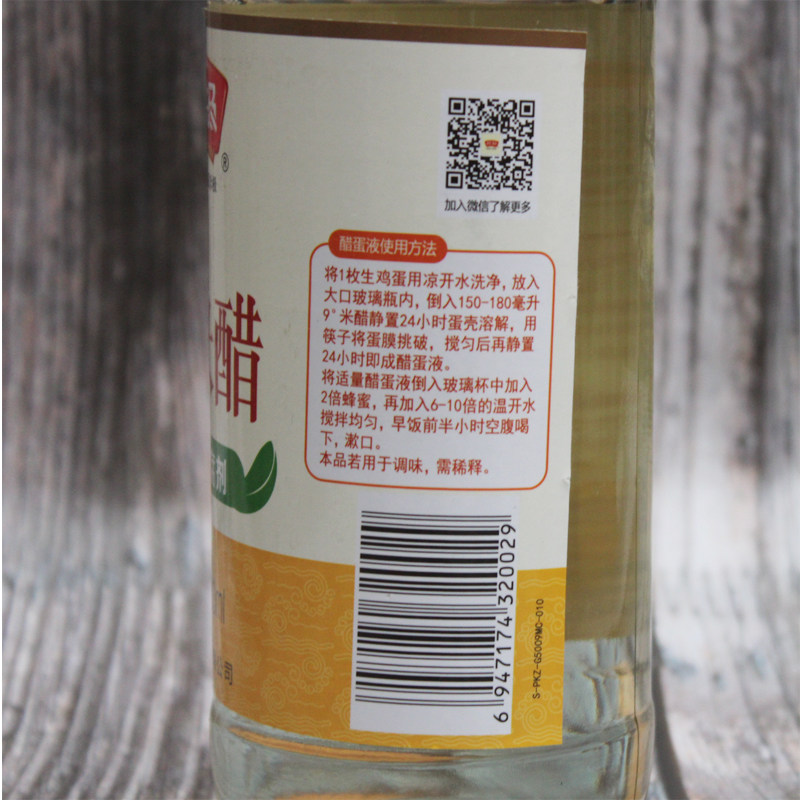 ®
加入微信了解更多
醋蛋液使用方法
将1枚生鸡蛋用凉开水洗净，放入
大口玻璃瓶内，倒入150-180毫升
9°米醋静置24小时蛋壳溶解，用
筷子将蛋膜挑破，搅匀后再静置
24小时即成醋蛋液。
将适量醋蛋液倒入玻璃杯中加入
2倍蜂蜜，再加入6-10倍的温开水
搅拌均匀，早饭前半小时空腹喝
下，漱口。
本品若用于调味，需稀释。
醋
剂
ml
公司
6 947174 320029
S-PKZ-G5009MC-010